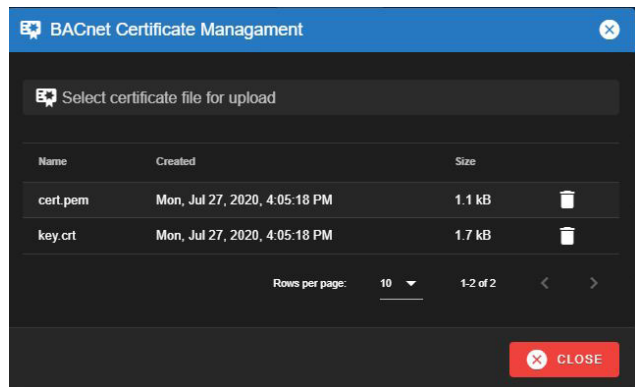 BACnet Certificate Managament
Select certificate file for upload
Name Created Size
cert.pem Mon, Jul 27, 2020, 4:05:18 PM 1.1 kB
key.crt Mon, Jul 27, 2020, 4:05:18 PM 1.7 kB
Rows per page: 10 1-2 of 2
CLOSE